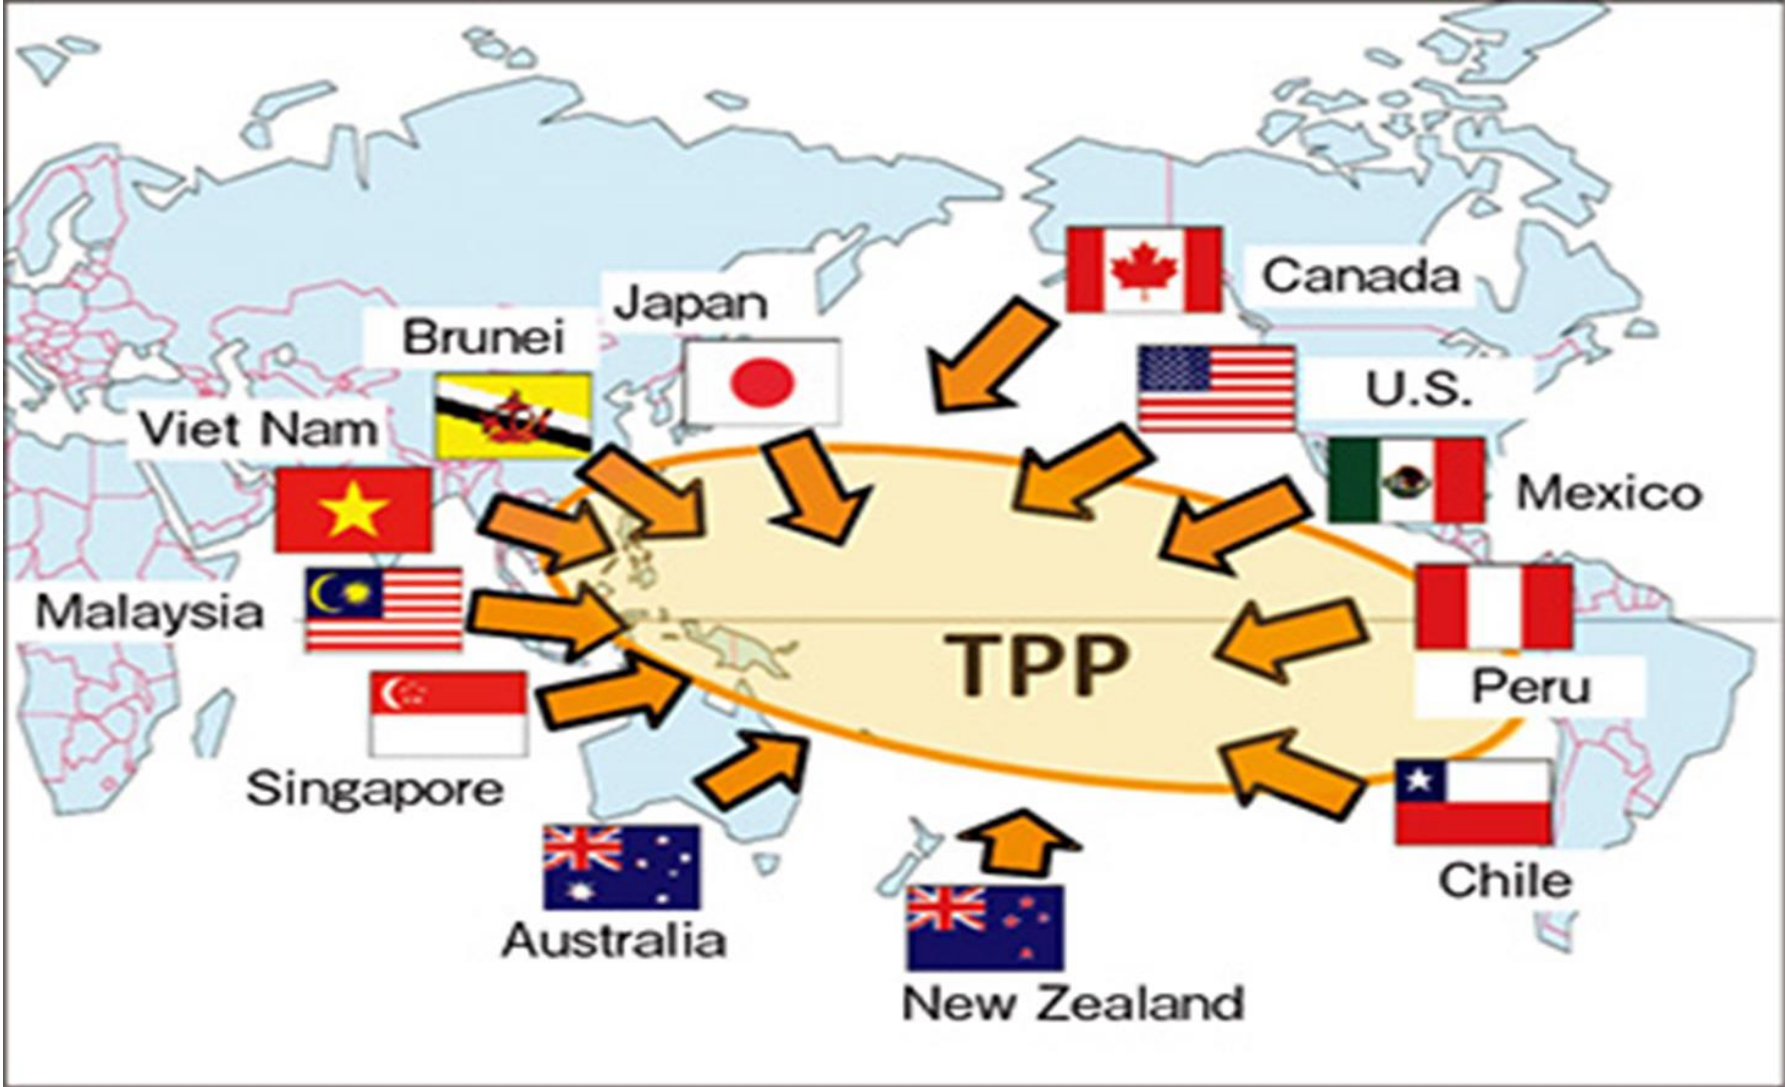 Canada
Japan
Brunei
U.S.
Viet Nam
Mexico
Malaysia
TPP
Peru
Singapore
Chile
Australia
New Zealand